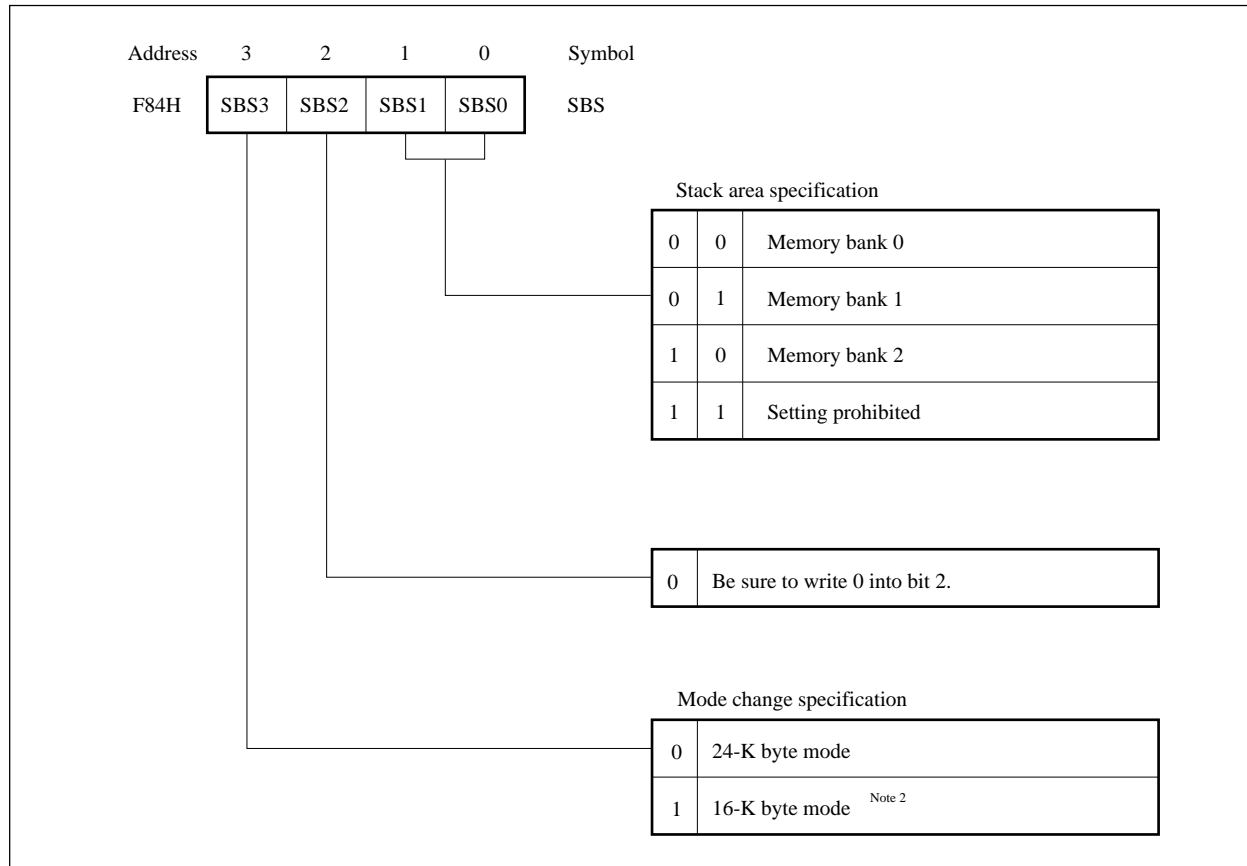 Address 3 2 1 0 Symbol
F84H SBS3 SBS2 SBS1 SBS0 SBS
Stack area specification
0 0 Memory bank 0
0 1 Memory bank 1
1 0 Memory bank 2
1 1 Setting prohibited
0 Be sure to write 0 into bit 2.
Mode change specification
0 24-K byte mode
1 16-K byte mode Note 2